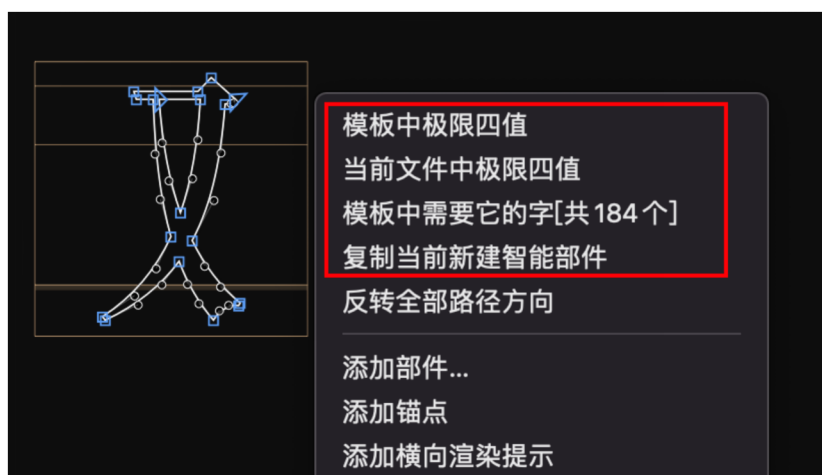 模板中极限四值
当前文件中极限四值
模板中需要它的字[共184个]
复制当前新建智能部件
反转全部路径方向
添加部件...
添加锚点
添加横向渲染提示